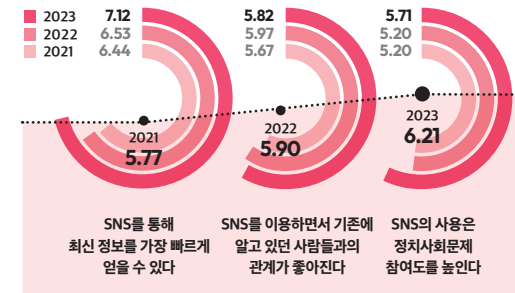 2023 7.12 5.82 5.71
2022 6.53 5.97 5.20
2021 6.44 5.67 5.20
2021
5.77
2022
5.90
2023
6.21
SNS를 통해
최신 정보를 가장 빠르게
얻을 수 있다
SNS를 이용하면서 기존에
알고 있던 사람들과의
관계가 좋아진다
SNS의 사용은
정치사회문제
참여도를 높인다